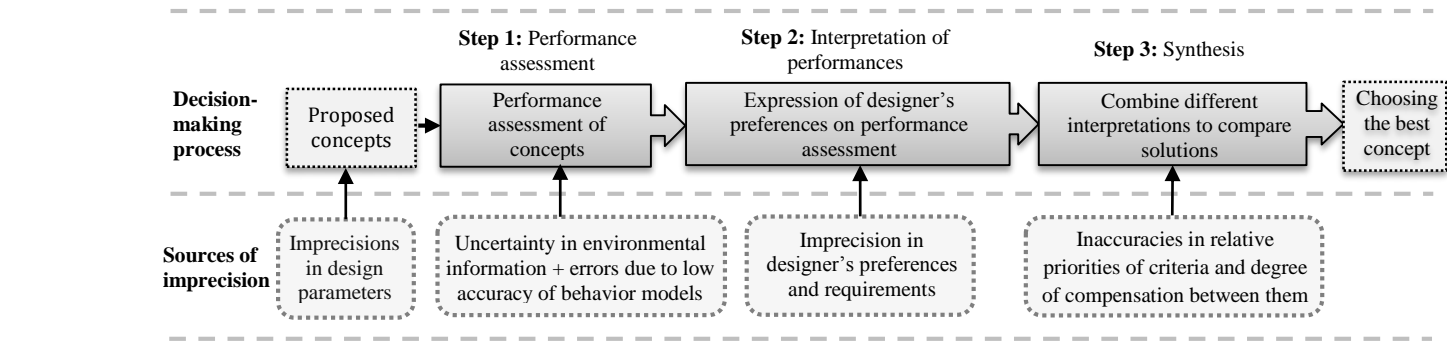 Step 1: Performance
assessment
Step 2: Interpretation of
performances
Step 3: Synthesis
Decision-
making
process
Proposed
concepts
Performance
assessment of
concepts
Expression of designer’s
preferences on performance
assessment
Combine different
interpretations to compare
solutions
Choosing
the best
concept
Sources of
imprecision
Imprecisions
in design
parameters
Uncertainty in environmental
information + errors due to low
accuracy of behavior models
Imprecision in
designer’s preferences
and requirements
Inaccuracies in relative
priorities of criteria and degree
of compensation between them